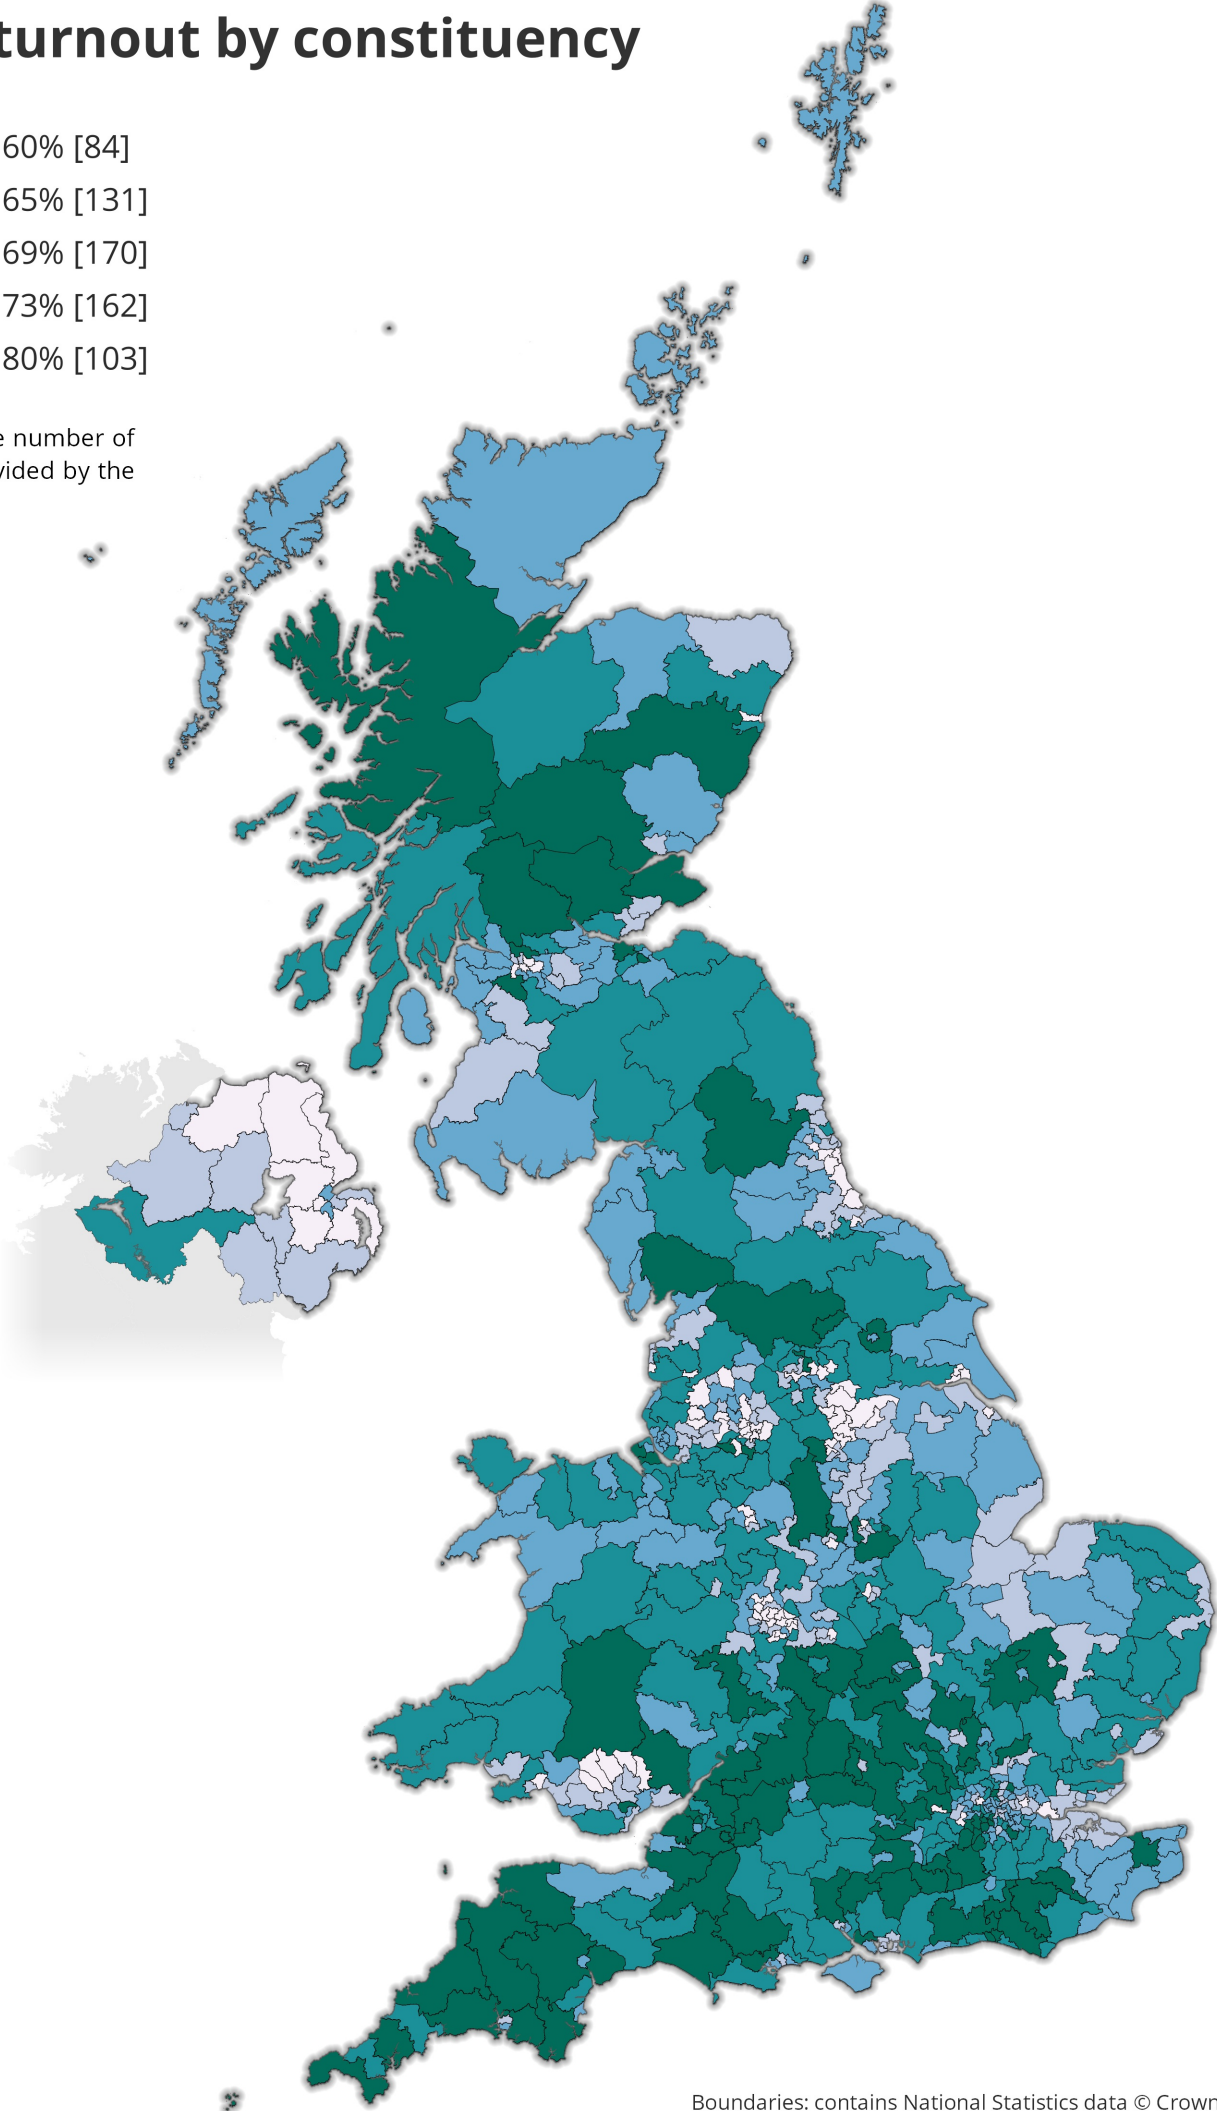 turnout by constituency
60% [84]
65% [131]
69% [170]
73% [162]
80% [103]
e number of
vided by the
Boundaries: contains National Statistics data © Crown